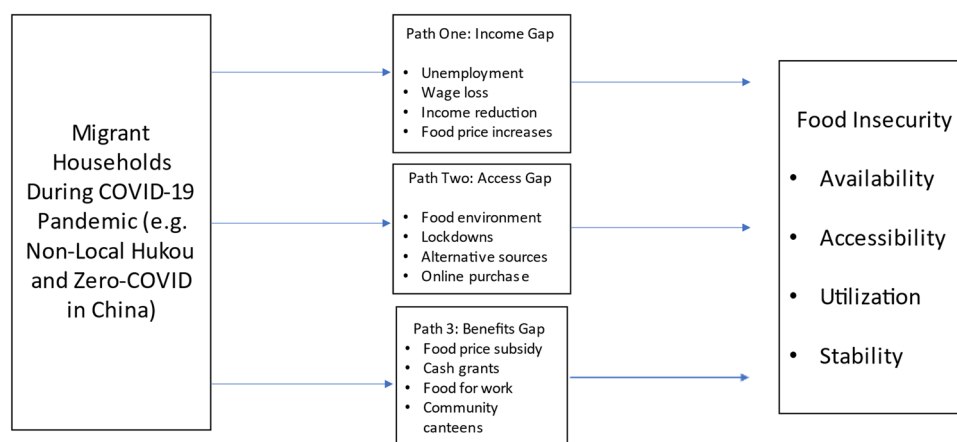 Migrant
Households
During COVID-19
Pandemic (e.g.
Non-Local Hukou
and Zero-COVID
in China)
Path One: Income Gap
• Unemployment
• Wage loss
• Income reduction
• Food price increases
Path Two: Access Gap
• Food environment
• Lockdowns
• Alternative sources
• Online purchase
Path 3: Benefits Gap
• Food price subsidy
• Cash grants
• Food for work
• Community
canteens
Food Insecurity
• Availability
• Accessibility
• Utilization
• Stability